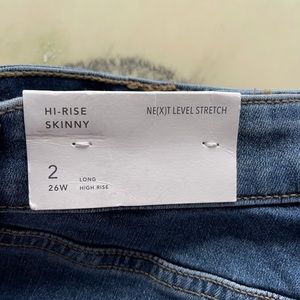 HI-RISE
SKINNY
NE(X)T LEVEL STRETCH
2
26W
LONG
HIGH RISE